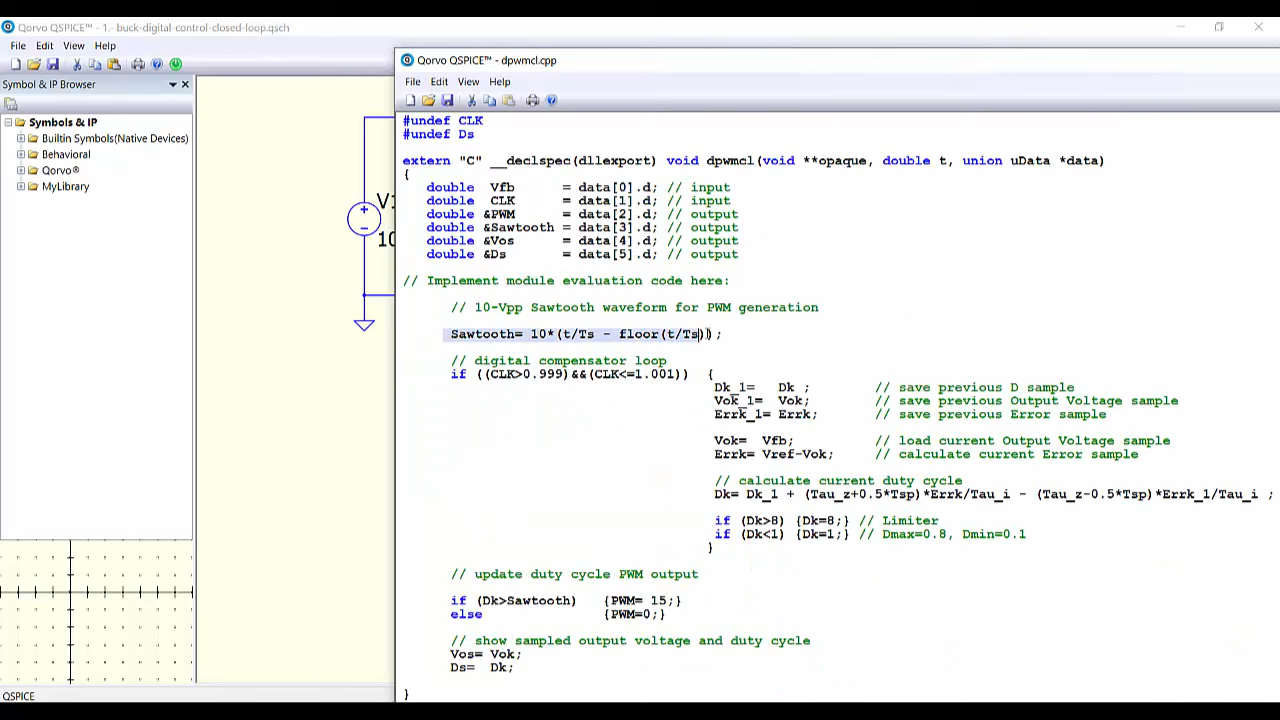 Qorvo QSPICE™ - 1.- buck-digital-control-closed-loop.qsch
File Edit View Help
Symbol & IP Browser
Symbols & IP
Builtin Symbols(Native Devices)
Behavioral
Qorvo®
MyLibrary
V1
10
QSPICE
Qorvo QSPICE™ - dpwmcl.cpp
File Edit View Help
#undef CLK
#undef Ds
extern "C" __declspec(dllexport) void dpwmcl(void **opaque, double t, union uData *data)
{
double Vfb = data[0].d; // input
double CLK = data[1].d; // input
double &PWM = data[2].d; // output
double &Sawtooth = data[3].d; // output
double &Vos = data[4].d; // output
double &Ds = data[5].d; // output
// Implement module evaluation code here:
// 10-Vpp Sawtooth waveform for PWM generation
Sawtooth= 10*(t/Ts - floor(t/Ts));
// digital compensator loop
if ((CLK>0.999)&&(CLK<=1.001)) {
Dk_1= Dk ; // save previous D sample
Vok_1= Vok; // save previous Output Voltage sample
Errk_1= Errk; // save previous Error sample
Vok= Vfb; // load current Output Voltage sample
Errk= Vref-Vok; // calculate current Error sample
// calculate current duty cycle
Dk= Dk_1 + (Tau_z+0.5*Tsp)*Errk/Tau_i - (Tau_z-0.5*Tsp)*Errk_1/Tau_i ;
if (Dk>8) {Dk=8;} // Limiter
if (Dk<1) {Dk=1;} // Dmax=0.8, Dmin=0.1
}
// update duty cycle PWM output
if (Dk>Sawtooth) {PWM= 15;}
else {PWM=0;}
// show sampled output voltage and duty cycle
Vos= Vok;
Ds= Dk;
}